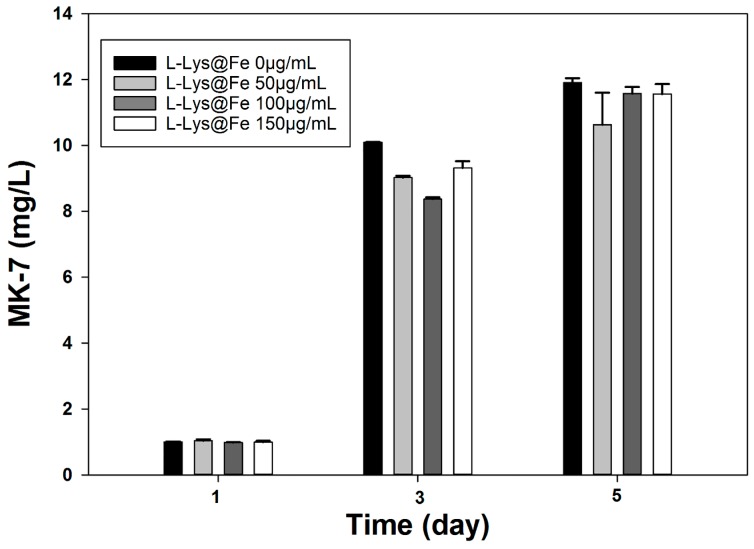 14
12
10
8
6
4
2
0
MK-7 (mg/L)
L-Lys@Fe 0µg/mL
L-Lys@Fe 50µg/mL
L-Lys@Fe 100µg/mL
L-Lys@Fe 150µg/mL
1 3 5
Time (day)